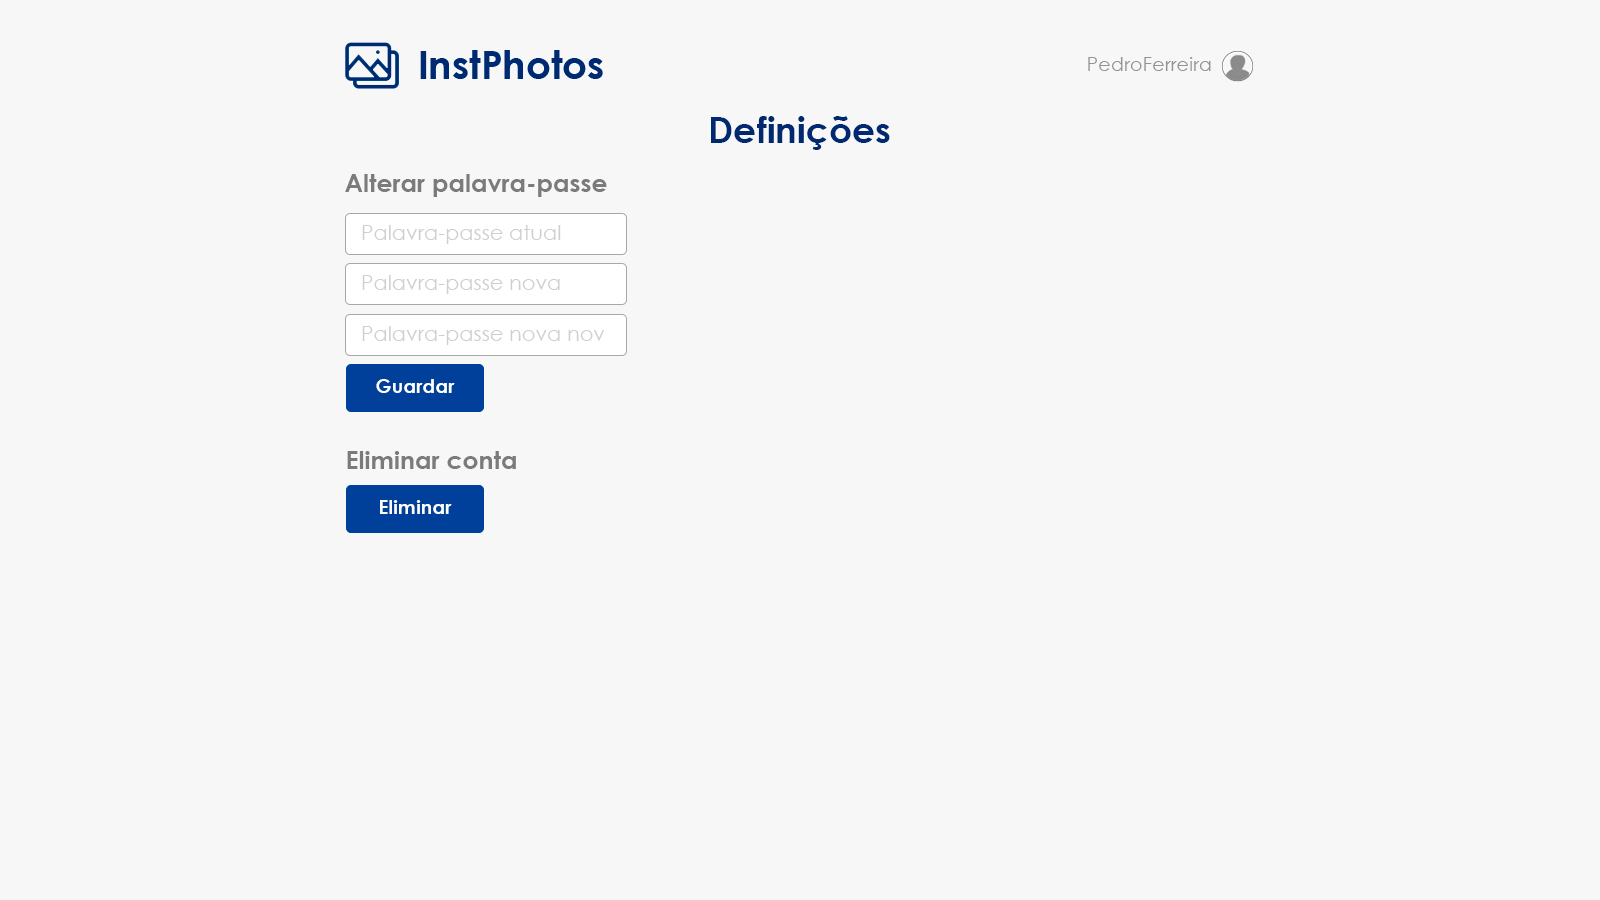 InstPhotos
PedroFerreira
Definições
Alterar palavra-passe
Palavra-passe atual
Palavra-passe nova
Palavra-passe nova nov
Guardar
Eliminar conta
Eliminar